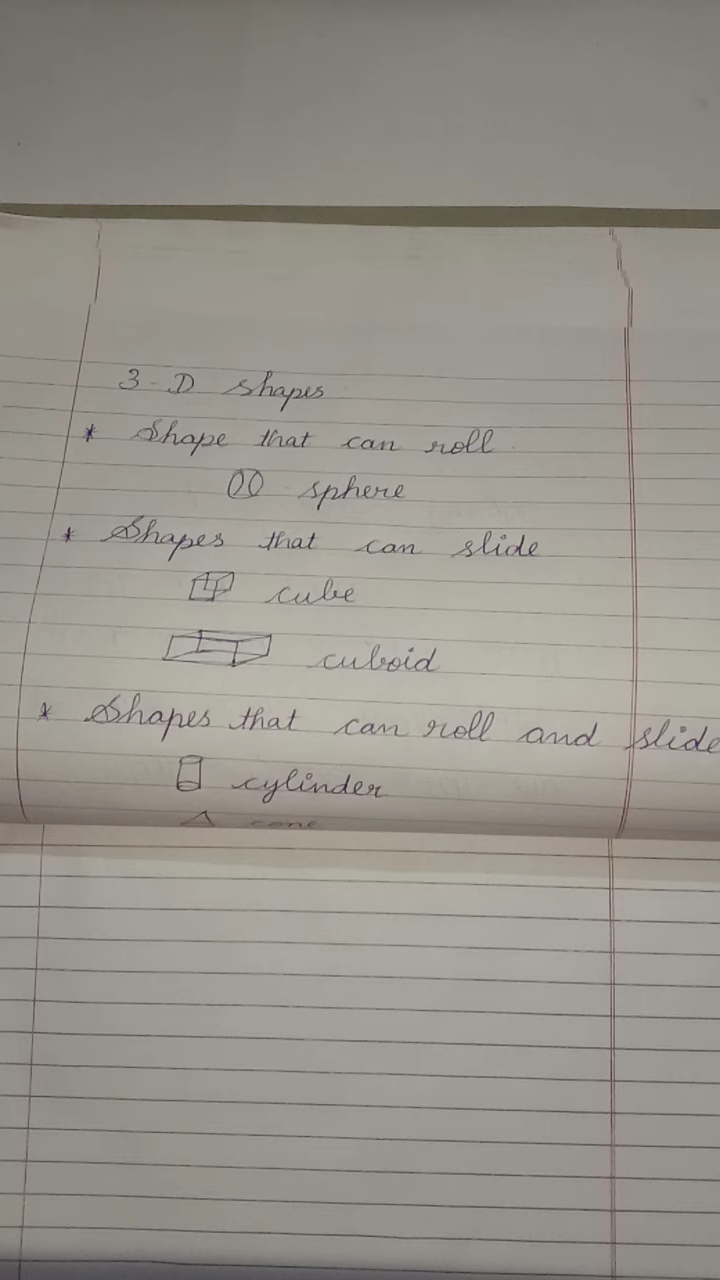 3-D shapes
* Shape that can roll
sphere
* Shapes that can slide
cube
cuboid
* Shapes that can roll and slide
cylinder
cone